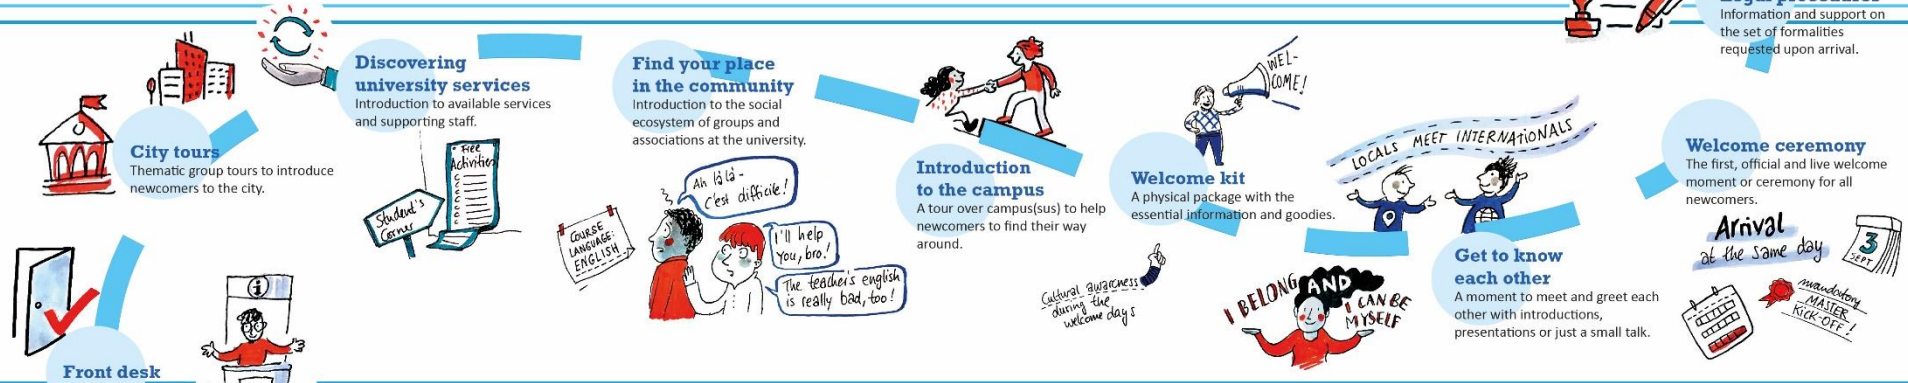 Legal procedures
Information and support on
the set of formalities
requested upon arrival.
Discovering
university services
Introduction to available services
and supporting staff.
Find your place
in the community
Introduction to the social
ecosystem of groups and
associations at the university.
WEL-
COME!
City tours
Thematic group tours to introduce
newcomers to the city.
Free
Activities
Student's
Corner
Ah là là -
c'est difficile!
COURSE
LANGUAGE:
ENGLISH
I'll help
you, bro!
The teacher's english
is really bad, too!
Introduction
to the campus
A tour over campus(sus) to help
newcomers to find their way
around.
Welcome kit
A physical package with the
essential information and goodies.
LOCALS MEET INTERNATIONALS
Cultural awareness
during the
welcome days
I BELONG AND I CAN BE
MYSELF
Get to know
each other
A moment to meet and greet each
other with introductions,
presentations or just a small talk.
Welcome ceremony
The first, official and live welcome
moment or ceremony for all
newcomers.
Arrival
at the same day
3
SEPT
mandatory
MASTER
KICK-OFF!
i
Front desk